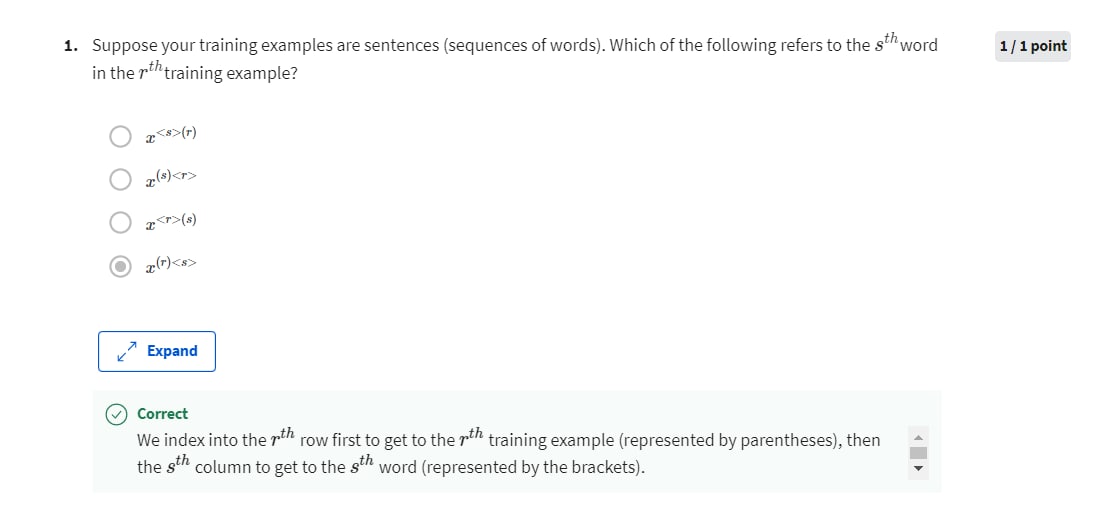 1. Suppose your training examples are sentences (sequences of words). Which of the following refers to the s^{th} word
1 / 1 point
in the r^{th} training example?
x^{<s>(r)}
x^{(s)<r>}
x^{<r>(s)}
x^{(r)<s>}
Expand
Correct
We index into the r^{th} row first to get to the r^{th} training example (represented by parentheses), then
the s^{th} column to get to the s^{th} word (represented by the brackets).